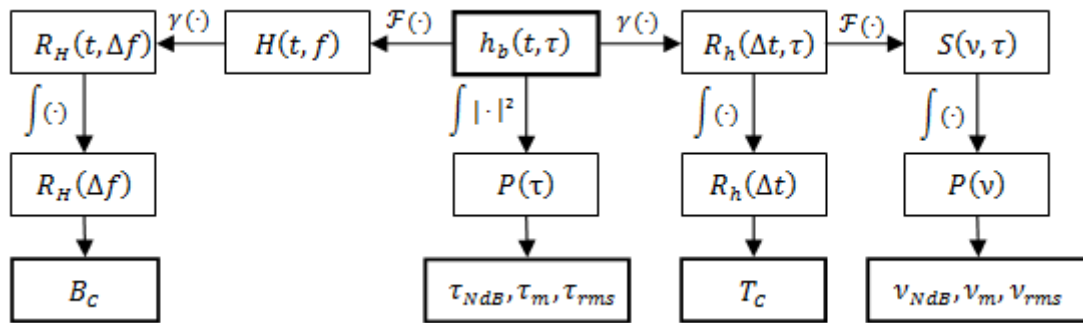 γ(·) ℱ(·) γ(·) ℱ(·)
R_H(t, Δf) H(t, f) h_b(t, τ) R_h(Δt, τ) S(ν, τ)
∫(·) ∫|·|² ∫(·) ∫(·)
R_H(Δf) P(τ) R_h(Δt) P(ν)
B_C τ_NdB, τ_m, τ_rms T_C ν_NdB, ν_m, ν_rms